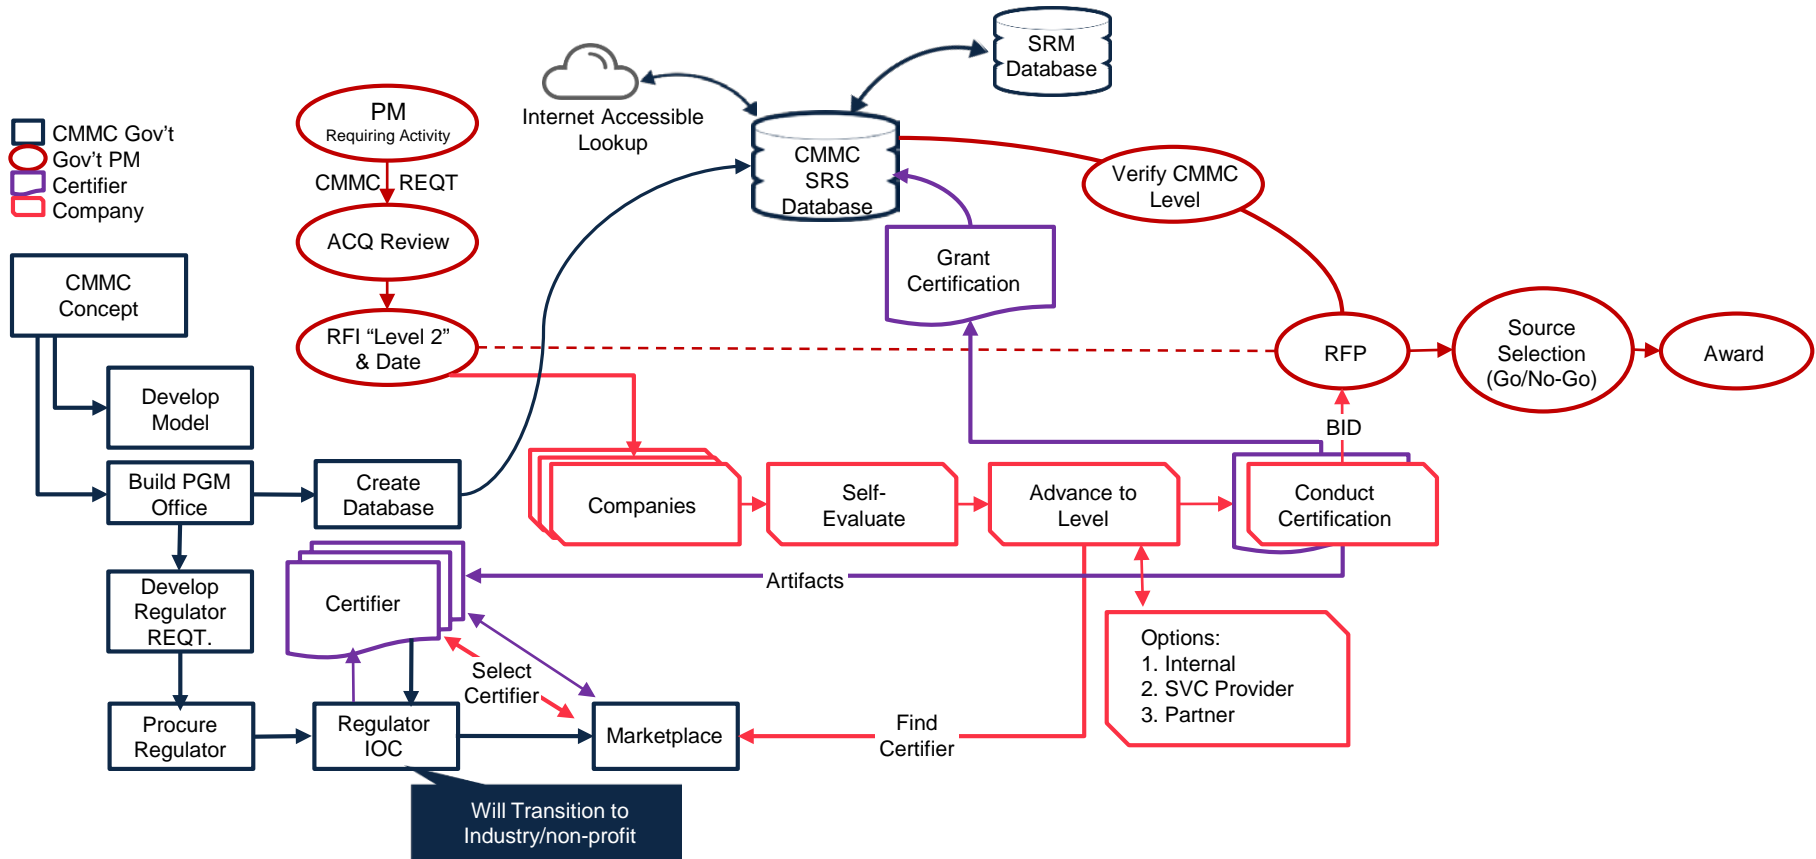 SRM
Database
Internet Accessible
Lookup
PM
Requiring Activity
CMMC Gov't
Gov't PM
Certifier
Company
CMMC REQT
CMMC
SRS
Database
Verify CMMC
Level
ACQ Review
Grant
Certification
CMMC
Concept
RFI “Level 2”
& Date
RFP
Source
Selection
(Go/No-Go)
Award
Develop
Model
BID
Build PGM
Office
Create
Database
Companies
Self-
Evaluate
Advance to
Level
Conduct
Certification
Artifacts
Develop
Regulator
REQT.
Certifier
Options:
1. Internal
2. SVC Provider
3. Partner
Select
Certifier
Procure
Regulator
Regulator
IOC
Marketplace
Find
Certifier
Will Transition to
Industry/non-profit